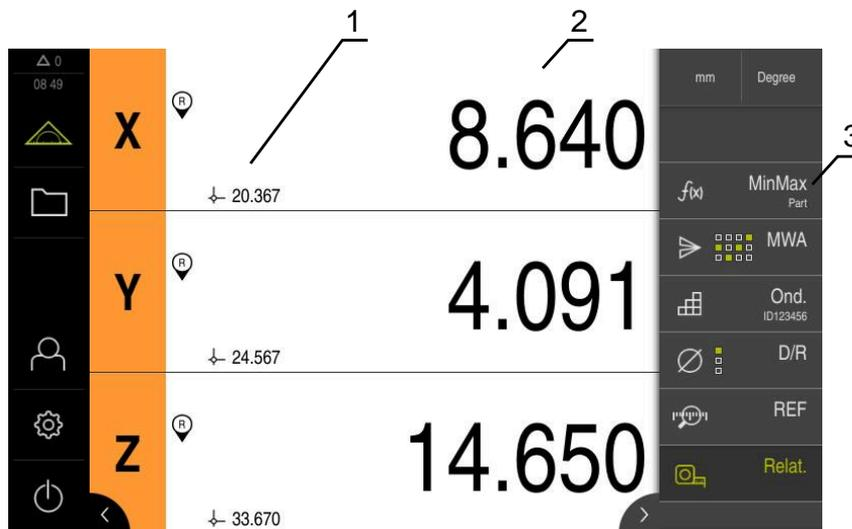 1
2
3
△ 0
08 49
mm
Degree
X
R
8.640
20.367
MinMax
Part
f(x)
MWA
Y
R
4.091
24.567
Ond.
ID123456
D/R
Z
R
14.650
33.670
REF
Relat.